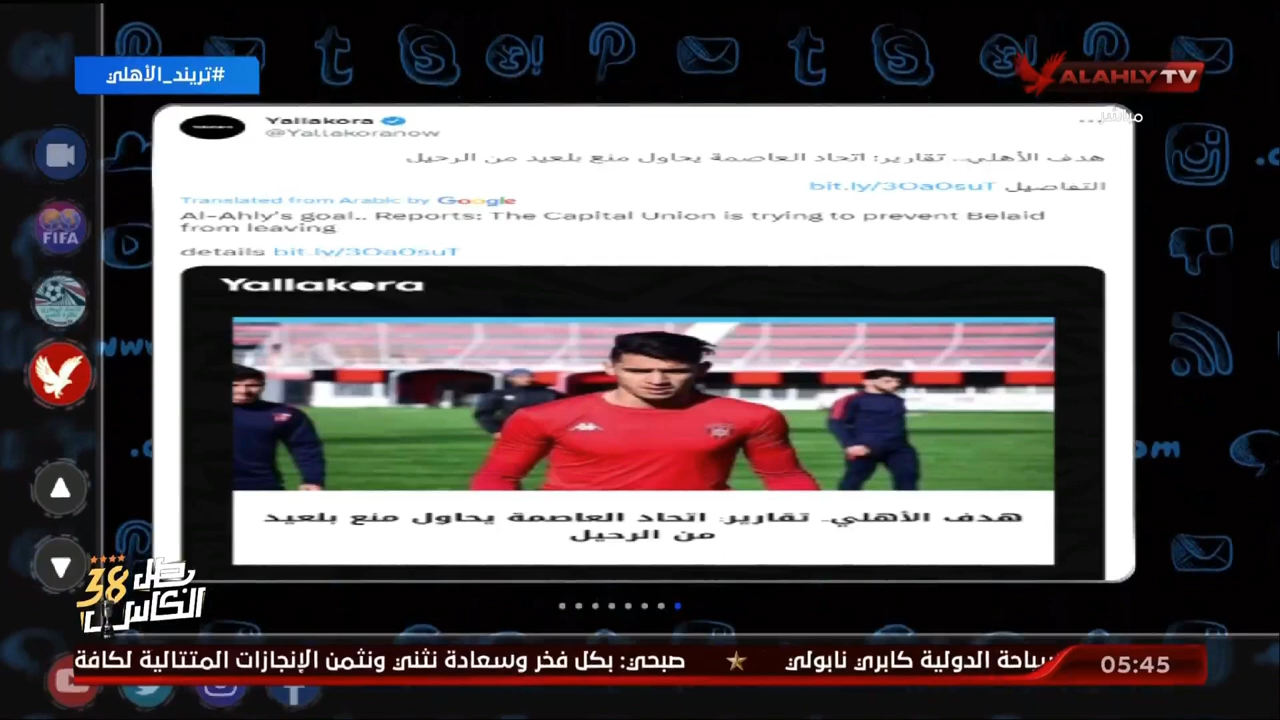 #تريند_الأهلي
ALAHLY TV
مباشر
Yallakora
@Yallakoranow
هدف الأهلي.. تقارير: اتحاد العاصمة يحاول منع بلعيد من الرحيل
التفاصيل bit.ly/3Oa0suT
Translated from Arabic by Google
Al-Ahly's goal.. Reports: The Capital Union is trying to prevent Belaid
from leaving
details bit.ly/3Oa0suT
Yallakora
هدف الأهلي.. تقارير: اتحاد العاصمة يحاول منع بلعيد
من الرحيل
FIFA
www
38
الكاس
سباحة الدولية كابري نابولي ★ صبحي: بكل فخر وسعادة نثني ونثمن الإنجازات المتتالية لكافة
05:45